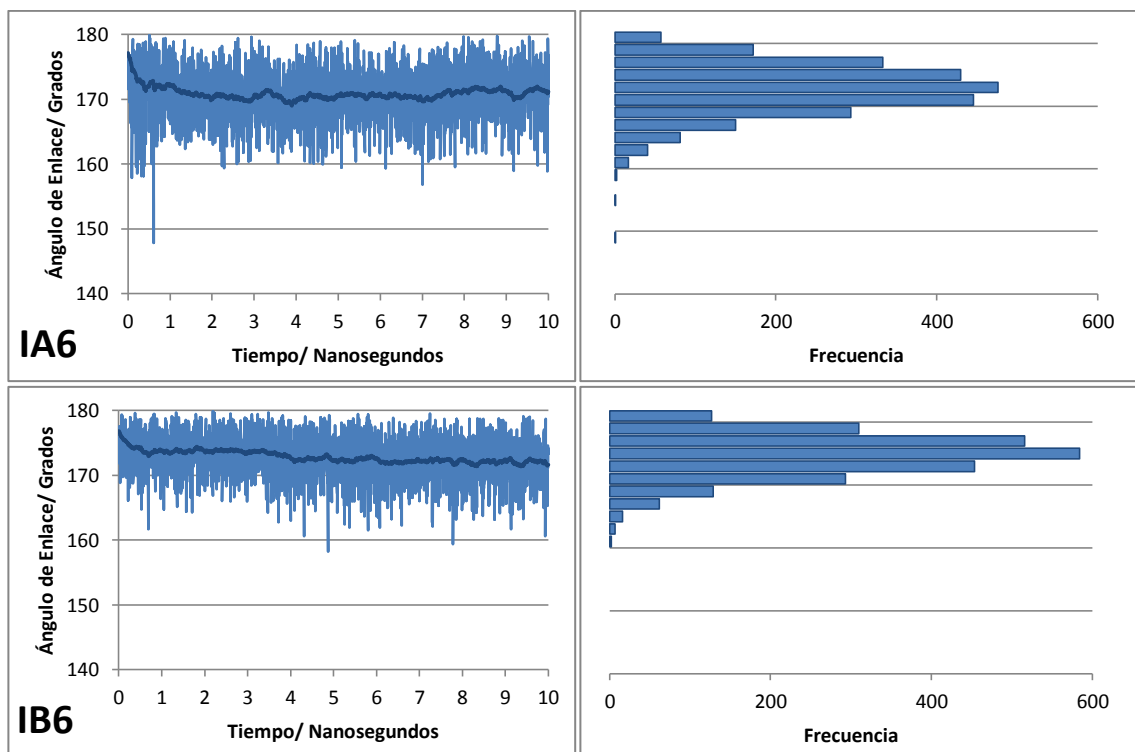 180
170
160
150
140
Ángulo de Enlace/ Grados
0 1 2 3 4 5 6 7 8 9 10
Tiempo/ Nanosegundos
IA6
0 200 400 600
Frecuencia
180
170
160
150
140
Ángulo de Enlace/ Grados
0 1 2 3 4 5 6 7 8 9 10
Tiempo/ Nanosegundos
IB6
0 200 400 600
Frecuencia